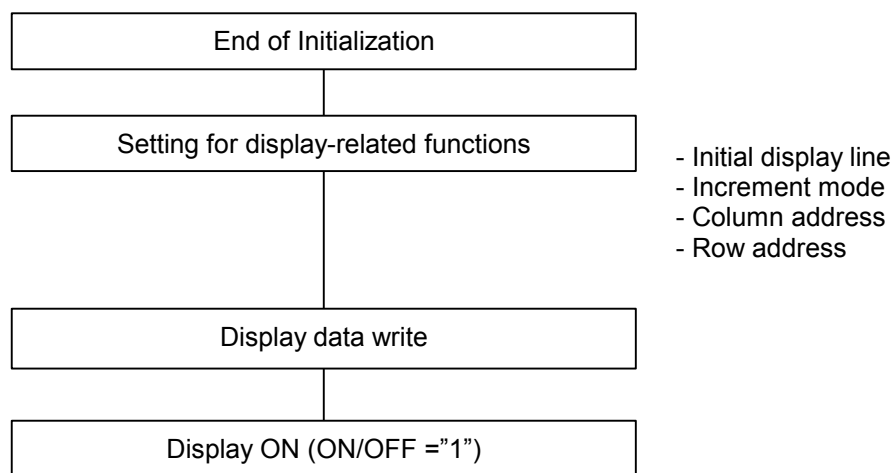 End of Initialization
Setting for display-related functions
- Initial display line
- Increment mode
- Column address
- Row address
Display data write
Display ON (ON/OFF =”1”)